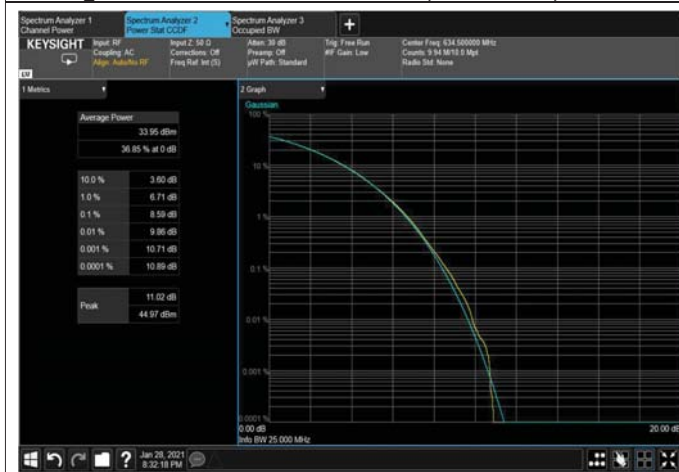 Spectrum Analyzer 1
Channel Power
Spectrum Analyzer 2
Power Stat CCDF
Spectrum Analyzer 3
Occupied BW
KEYSIGHT
Input: RF
Coupling: AC
Align: Auto/No RF
Input Z: 50 Ω
Corrections: Off
Freq Ref: Int (S)
Atten: 30 dB
Preamp: Off
µW Path: Standard
Trig: Free Run
#IF Gain: Low
Center Freq: 634.500000 MHz
Counts: 9.94 M/10.0 Mpt
Radio Std: None
1 Metrics
Average Power
33.95 dBm
36.85 % at 0 dB
10.0 % 3.60 dB
1.0 % 6.71 dB
0.1 % 8.59 dB
0.01 % 9.86 dB
0.001 % 10.71 dB
0.0001 % 10.89 dB
Peak
11.02 dB
44.97 dBm
2 Graph
Gaussian
100 %
10 %
1 %
0.1 %
0.01 %
0.001 %
0.0001 %
0.00 dB
20.00 dB
Info BW 25.000 MHz
Jan 28, 2021
8:32:18 PM